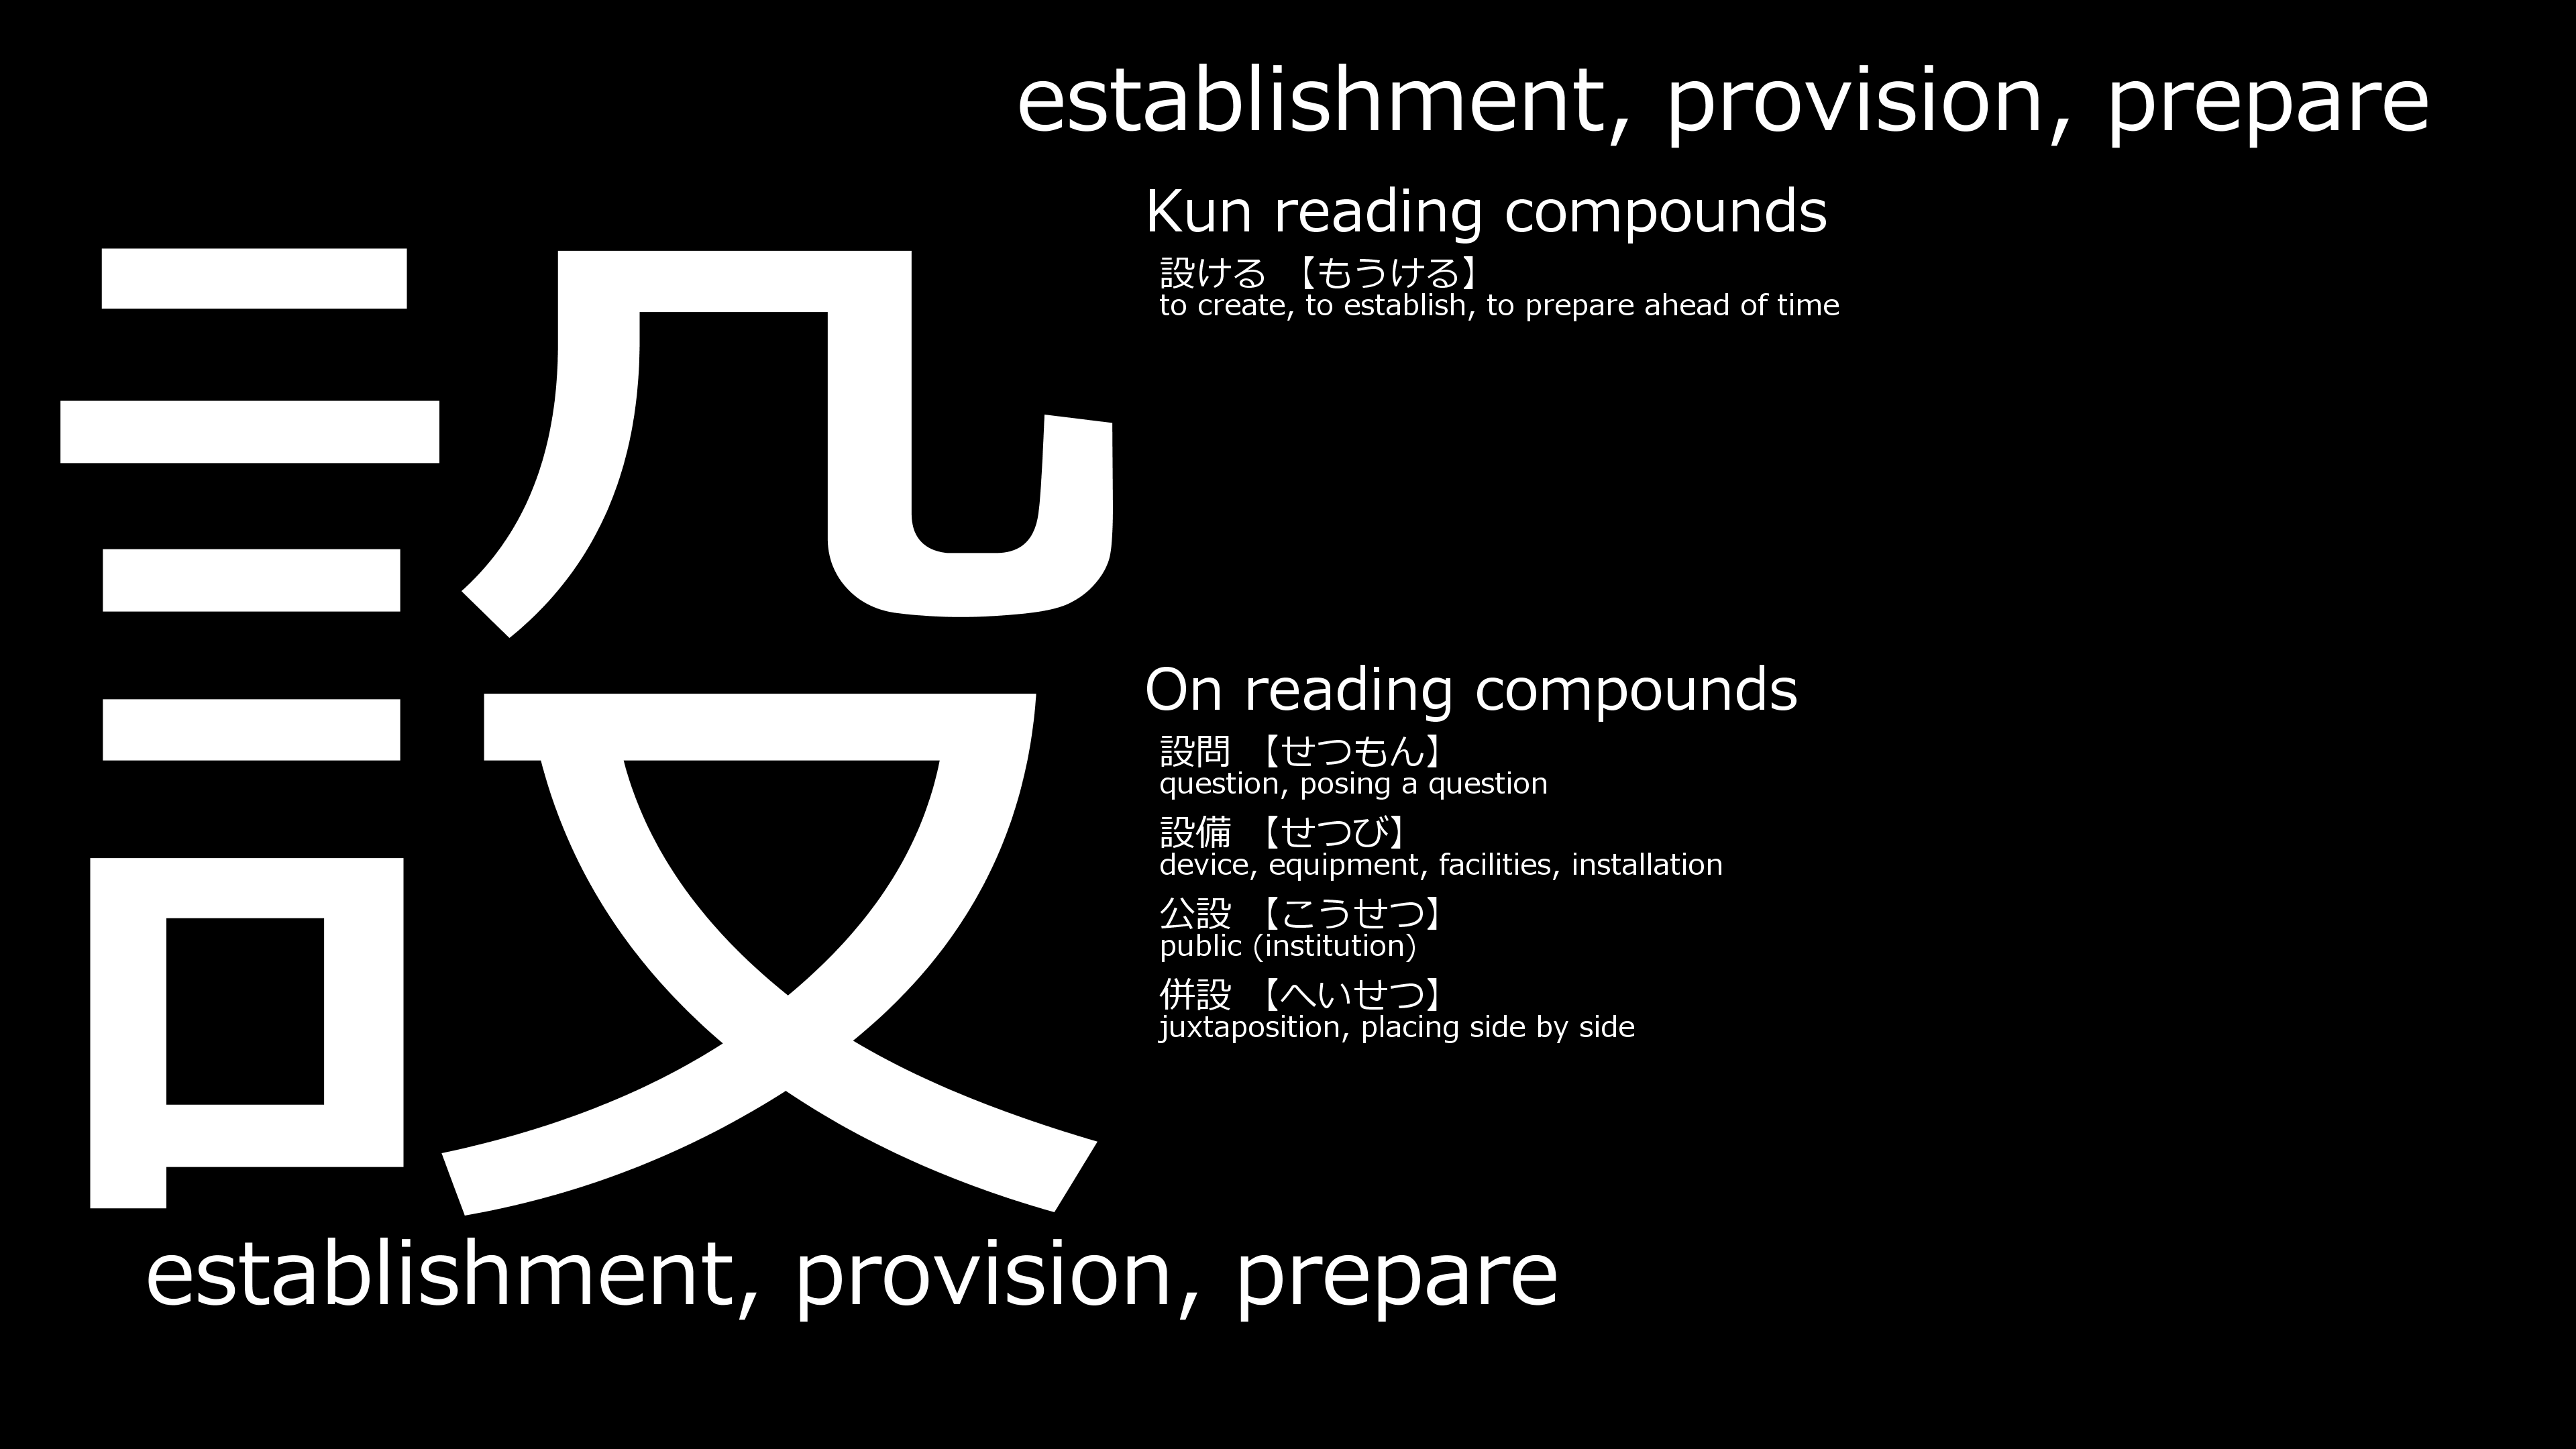 establishment, provision, prepare
設
Kun reading compounds
設ける 【もうける】
to create, to establish, to prepare ahead of time
On reading compounds
設問 【せつもん】
question, posing a question
設備 【せつび】
device, equipment, facilities, installation
公設 【こうせつ】
public (institution)
併設 【へいせつ】
juxtaposition, placing side by side
establishment, provision, prepare